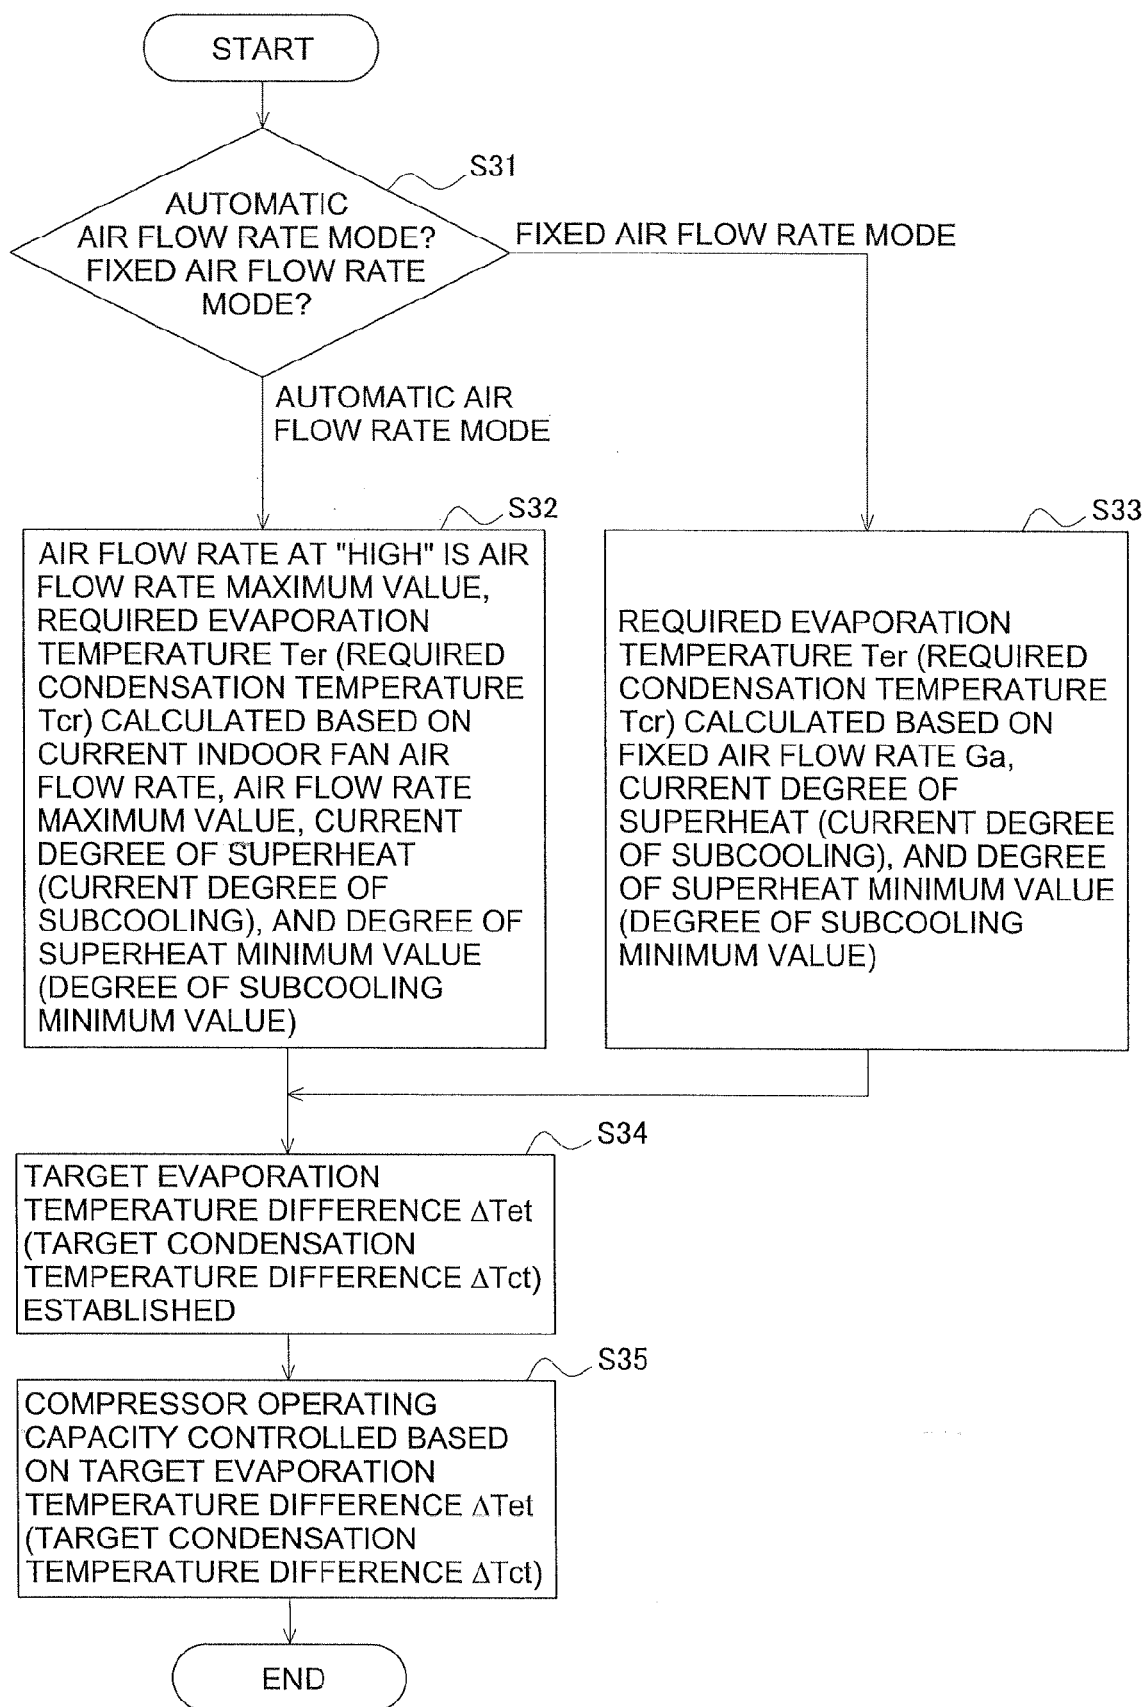 START
S31
AUTOMATIC
AIR FLOW RATE MODE?
FIXED AIR FLOW RATE
MODE?
FIXED AIR FLOW RATE MODE
AUTOMATIC AIR
FLOW RATE MODE
S32
AIR FLOW RATE AT "HIGH" IS AIR
FLOW RATE MAXIMUM VALUE,
REQUIRED EVAPORATION
TEMPERATURE Ter (REQUIRED
CONDENSATION TEMPERATURE
Tcr) CALCULATED BASED ON
CURRENT INDOOR FAN AIR
FLOW RATE, AIR FLOW RATE
MAXIMUM VALUE, CURRENT
DEGREE OF SUPERHEAT
(CURRENT DEGREE OF
SUBCOOLING), AND DEGREE OF
SUPERHEAT MINIMUM VALUE
(DEGREE OF SUBCOOLING
MINIMUM VALUE)
S33
REQUIRED EVAPORATION
TEMPERATURE Ter (REQUIRED
CONDENSATION TEMPERATURE
Tcr) CALCULATED BASED ON
FIXED AIR FLOW RATE Ga,
CURRENT DEGREE OF
SUPERHEAT (CURRENT DEGREE
OF SUBCOOLING), AND DEGREE
OF SUPERHEAT MINIMUM VALUE
(DEGREE OF SUBCOOLING
MINIMUM VALUE)
S34
TARGET EVAPORATION
TEMPERATURE DIFFERENCE ΔTet
(TARGET CONDENSATION
TEMPERATURE DIFFERENCE ΔTct)
ESTABLISHED
S35
COMPRESSOR OPERATING
CAPACITY CONTROLLED BASED
ON TARGET EVAPORATION
TEMPERATURE DIFFERENCE ΔTet
(TARGET CONDENSATION
TEMPERATURE DIFFERENCE ΔTct)
END